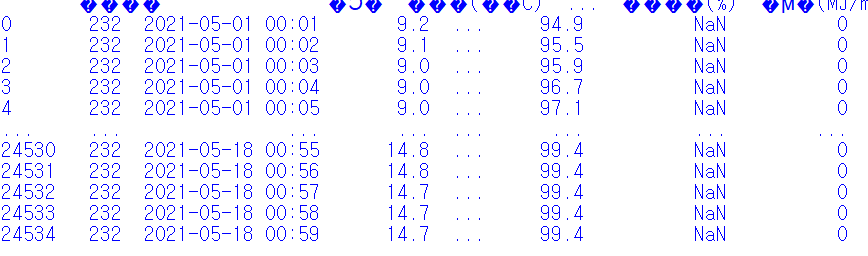 ���� �Ͻ� ���(��C) ... ����(%) �ϻ�(MJ/m
0 232 2021-05-01 00:01 9.2 ... 94.9 NaN 0
1 232 2021-05-01 00:02 9.1 ... 95.5 NaN 0
2 232 2021-05-01 00:03 9.0 ... 95.9 NaN 0
3 232 2021-05-01 00:04 9.0 ... 96.7 NaN 0
4 232 2021-05-01 00:05 9.0 ... 97.1 NaN 0
... ... ... ... ... ... ... ...
24530 232 2021-05-18 00:55 14.8 ... 99.4 NaN 0
24531 232 2021-05-18 00:56 14.8 ... 99.4 NaN 0
24532 232 2021-05-18 00:57 14.7 ... 99.4 NaN 0
24533 232 2021-05-18 00:58 14.7 ... 99.4 NaN 0
24534 232 2021-05-18 00:59 14.7 ... 99.4 NaN 0